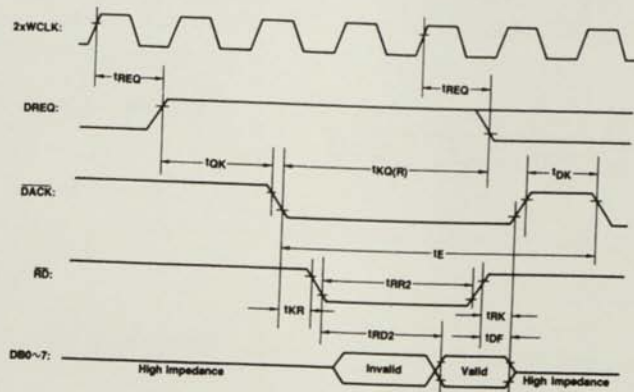 2xWCLK:
tREQ
tREQ
DREQ:
tQK
tKQ(R)
tDK
DACK:
tE
RD:
tRR2
tKR
tRK
tRD2
tDF
DB0~7:
High Impedance
Invalid
Valid
High Impedance